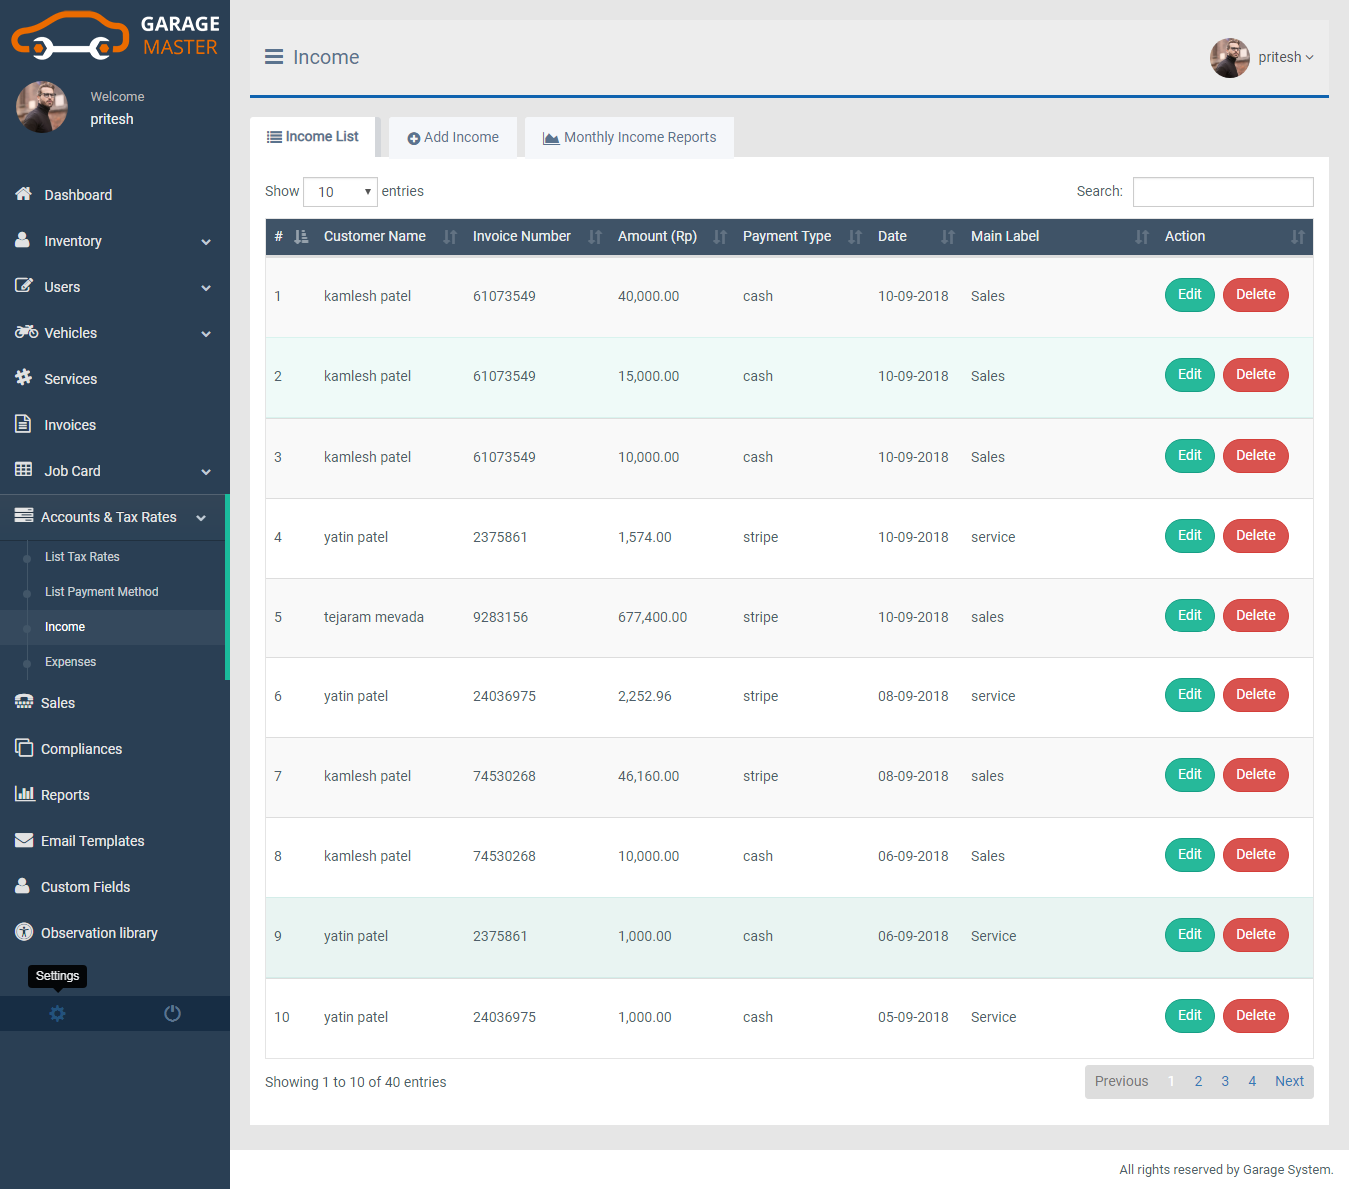 GARAGE
MASTER
Welcome
pritesh
Dashboard
Inventory
Users
Vehicles
Services
Invoices
Job Card
Accounts & Tax Rates
List Tax Rates
List Payment Method
Income
Expenses
Sales
Compliances
Reports
Email Templates
Custom Fields
Observation library
Settings
Income
pritesh
Income List Add Income Monthly Income Reports
Show 10 entries Search:
# Customer Name Invoice Number Amount (Rp) Payment Type Date Main Label Action
1 kamlesh patel 61073549 40,000.00 cash 10-09-2018 Sales Edit Delete
2 kamlesh patel 61073549 15,000.00 cash 10-09-2018 Sales Edit Delete
3 kamlesh patel 61073549 10,000.00 cash 10-09-2018 Sales Edit Delete
4 yatin patel 2375861 1,574.00 stripe 10-09-2018 service Edit Delete
5 tejaram mevada 9283156 677,400.00 stripe 10-09-2018 sales Edit Delete
6 yatin patel 24036975 2,252.96 stripe 08-09-2018 service Edit Delete
7 kamlesh patel 74530268 46,160.00 stripe 08-09-2018 sales Edit Delete
8 kamlesh patel 74530268 10,000.00 cash 06-09-2018 Sales Edit Delete
9 yatin patel 2375861 1,000.00 cash 06-09-2018 Service Edit Delete
10 yatin patel 24036975 1,000.00 cash 05-09-2018 Service Edit Delete
Showing 1 to 10 of 40 entries Previous 1 2 3 4 Next
All rights reserved by Garage System.